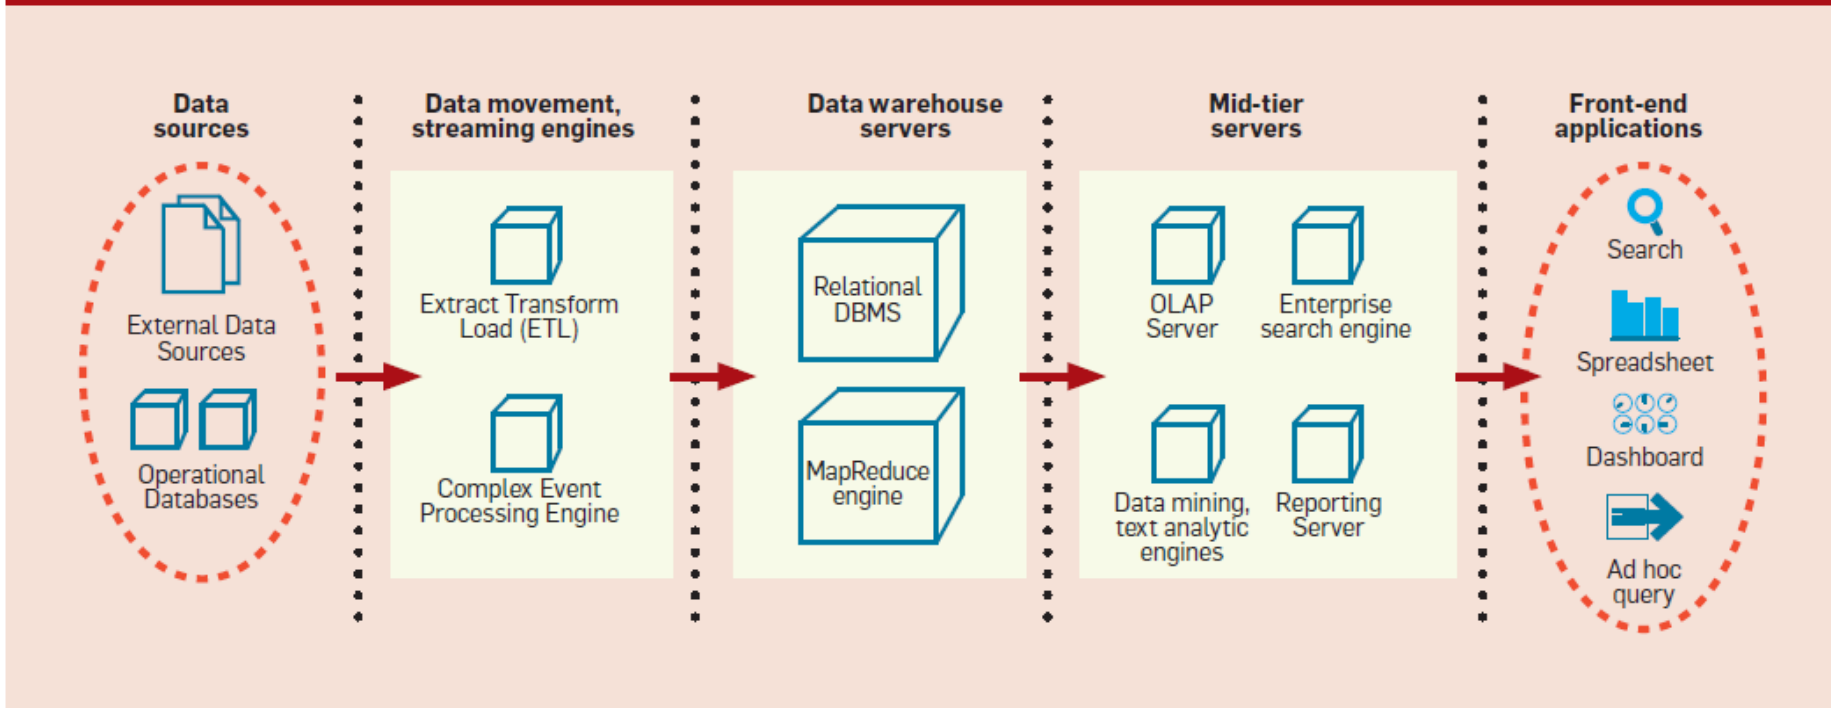 Data
sources
Data movement,
streaming engines
Data warehouse
servers
Mid-tier
servers
Front-end
applications
External Data
Sources
Operational
Databases
Extract Transform
Load (ETL)
Complex Event
Processing Engine
Relational
DBMS
MapReduce
engine
OLAP
Server
Enterprise
search engine
Data mining,
text analytic
engines
Reporting
Server
Search
Spreadsheet
Dashboard
Ad hoc
query